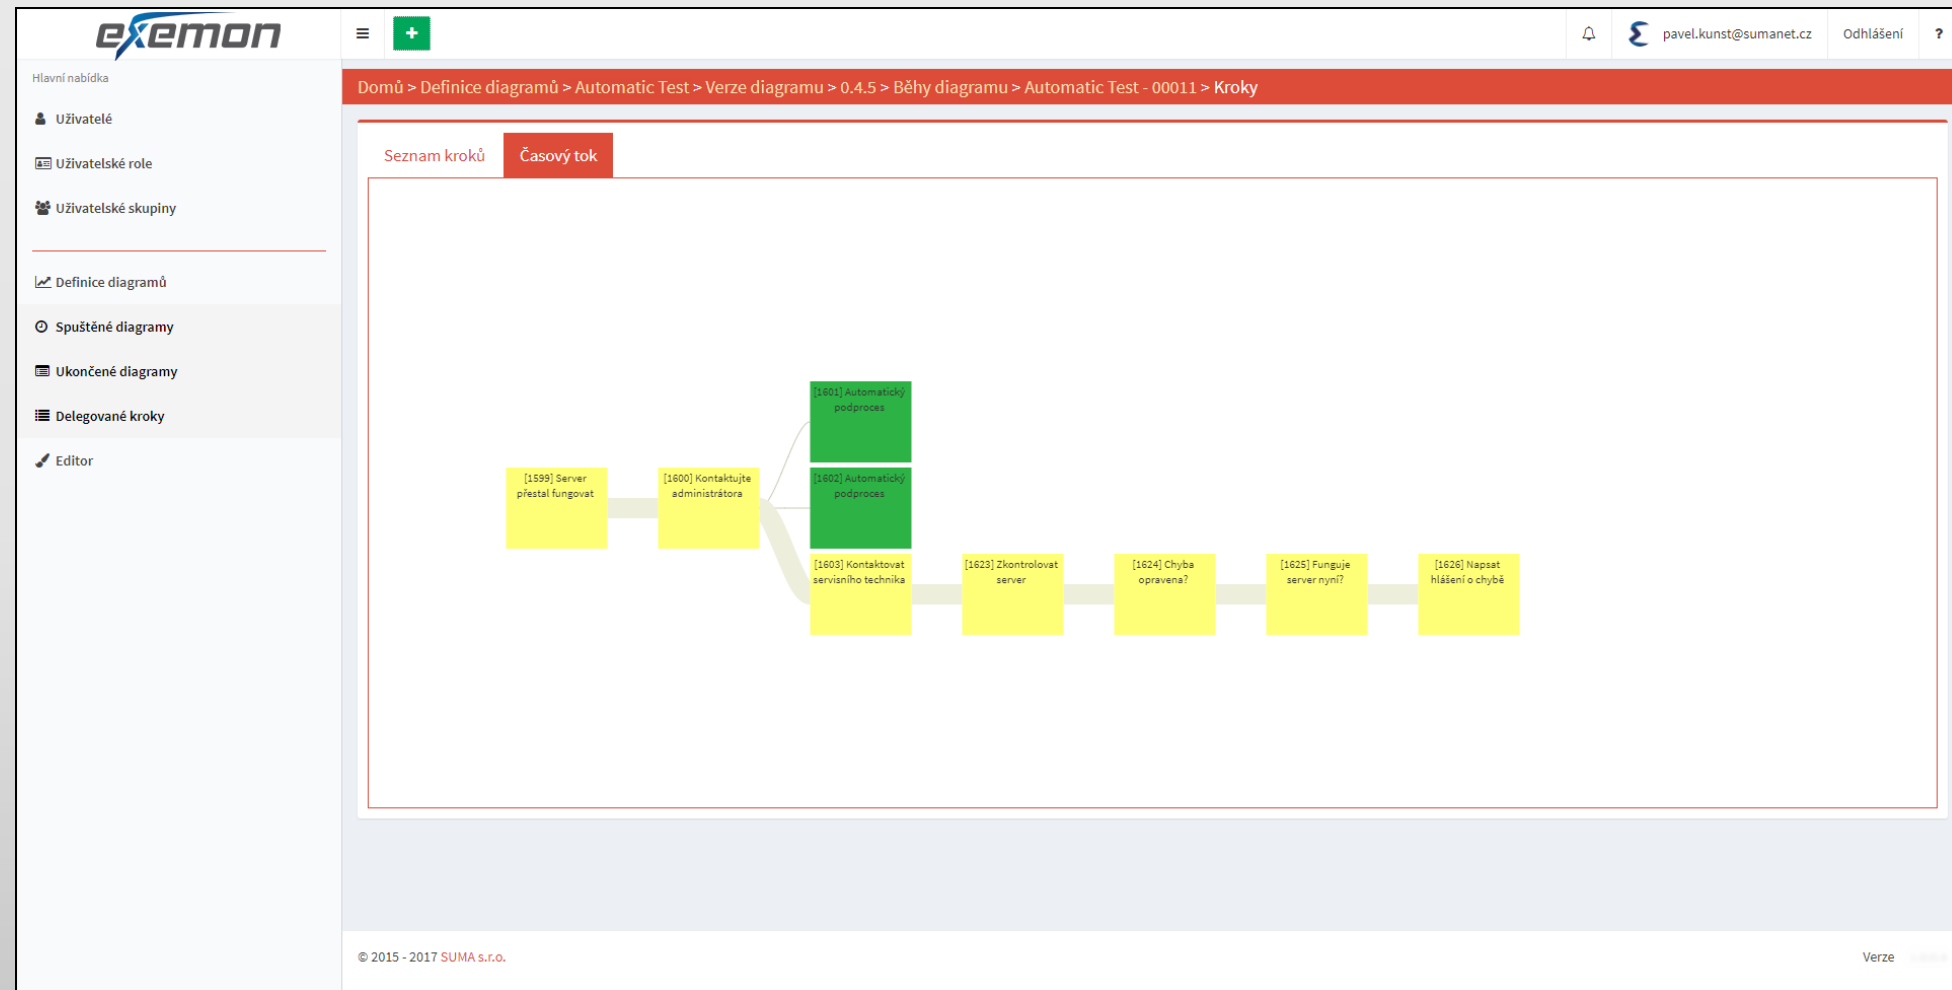 exemon
+
pavel.kunst@sumanet.cz
Odhlášení
?
Hlavní nabídka
Uživatelé
Uživatelské role
Uživatelské skupiny
Definice diagramů
Spuštěné diagramy
Ukončené diagramy
Delegované kroky
Editor
Domů > Definice diagramů > Automatic Test > Verze diagramu > 0.4.5 > Běhy diagramu > Automatic Test - 00011 > Kroky
Seznam kroků
Časový tok
[1601] Automatický
podproces
[1599] Server
přestal fungovat
[1600] Kontaktujte
administrátora
[1602] Automatický
podproces
[1603] Kontaktovat
servisního technika
[1623] Zkontrolovat
server
[1624] Chyba
opravena?
[1625] Funguje
server nyní?
[1626] Napsat
hlášení o chybě
© 2015 - 2017 SUMA s.r.o.
Verze